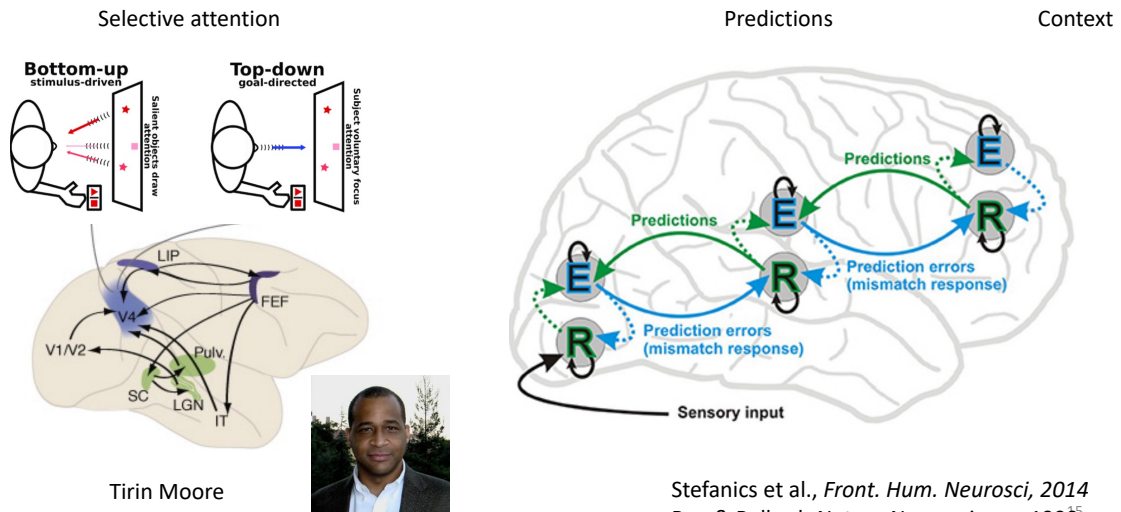 Selective attention
Predictions
Context
Bottom-up
stimulus-driven
Salient objects draw
attention
Top-down
goal-directed
Subject voluntary focus
attention
LIP
FEF
V4
V1/V2
Pulv.
SC
LGN
IT
Tirin Moore
E
R
Predictions
E
R
Predictions
E
R
Prediction errors
(mismatch response)
Prediction errors
(mismatch response)
Sensory input
Stefanics et al., Front. Hum. Neurosci, 2014
15